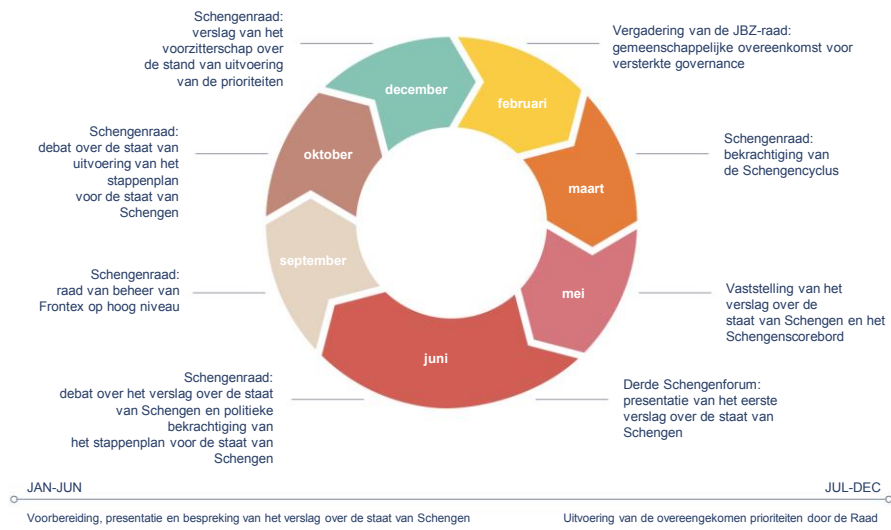 Schengenraad:
verslag van het
voorzitterschap over
de stand van uitvoering
van de prioriteiten
Vergadering van de JBZ-raad:
gemeenschappelijke overeenkomst voor
versterkte governance
december
februari
Schengenraad:
debat over de staat van
uitvoering van het
stappenplan
voor de staat van
Schengen
oktober
maart
Schengenraad:
bekrachtiging van
de Schengencyclus
september
mei
Schengenraad:
raad van beheer van
Frontex op hoog niveau
Vaststelling van het
verslag over de
staat van Schengen en het
Schengenscorebord
juni
Schengenraad:
debat over het verslag over de staat
van Schengen en politieke
bekrachtiging van
het stappenplan voor de staat van
Schengen
Derde Schengenforum:
presentatie van het eerste
verslag over de staat van
Schengen
JAN-JUN
JUL-DEC
Voorbereiding, presentatie en bespreking van het verslag over de staat van Schengen
Uitvoering van de overeengekomen prioriteiten door de Raad